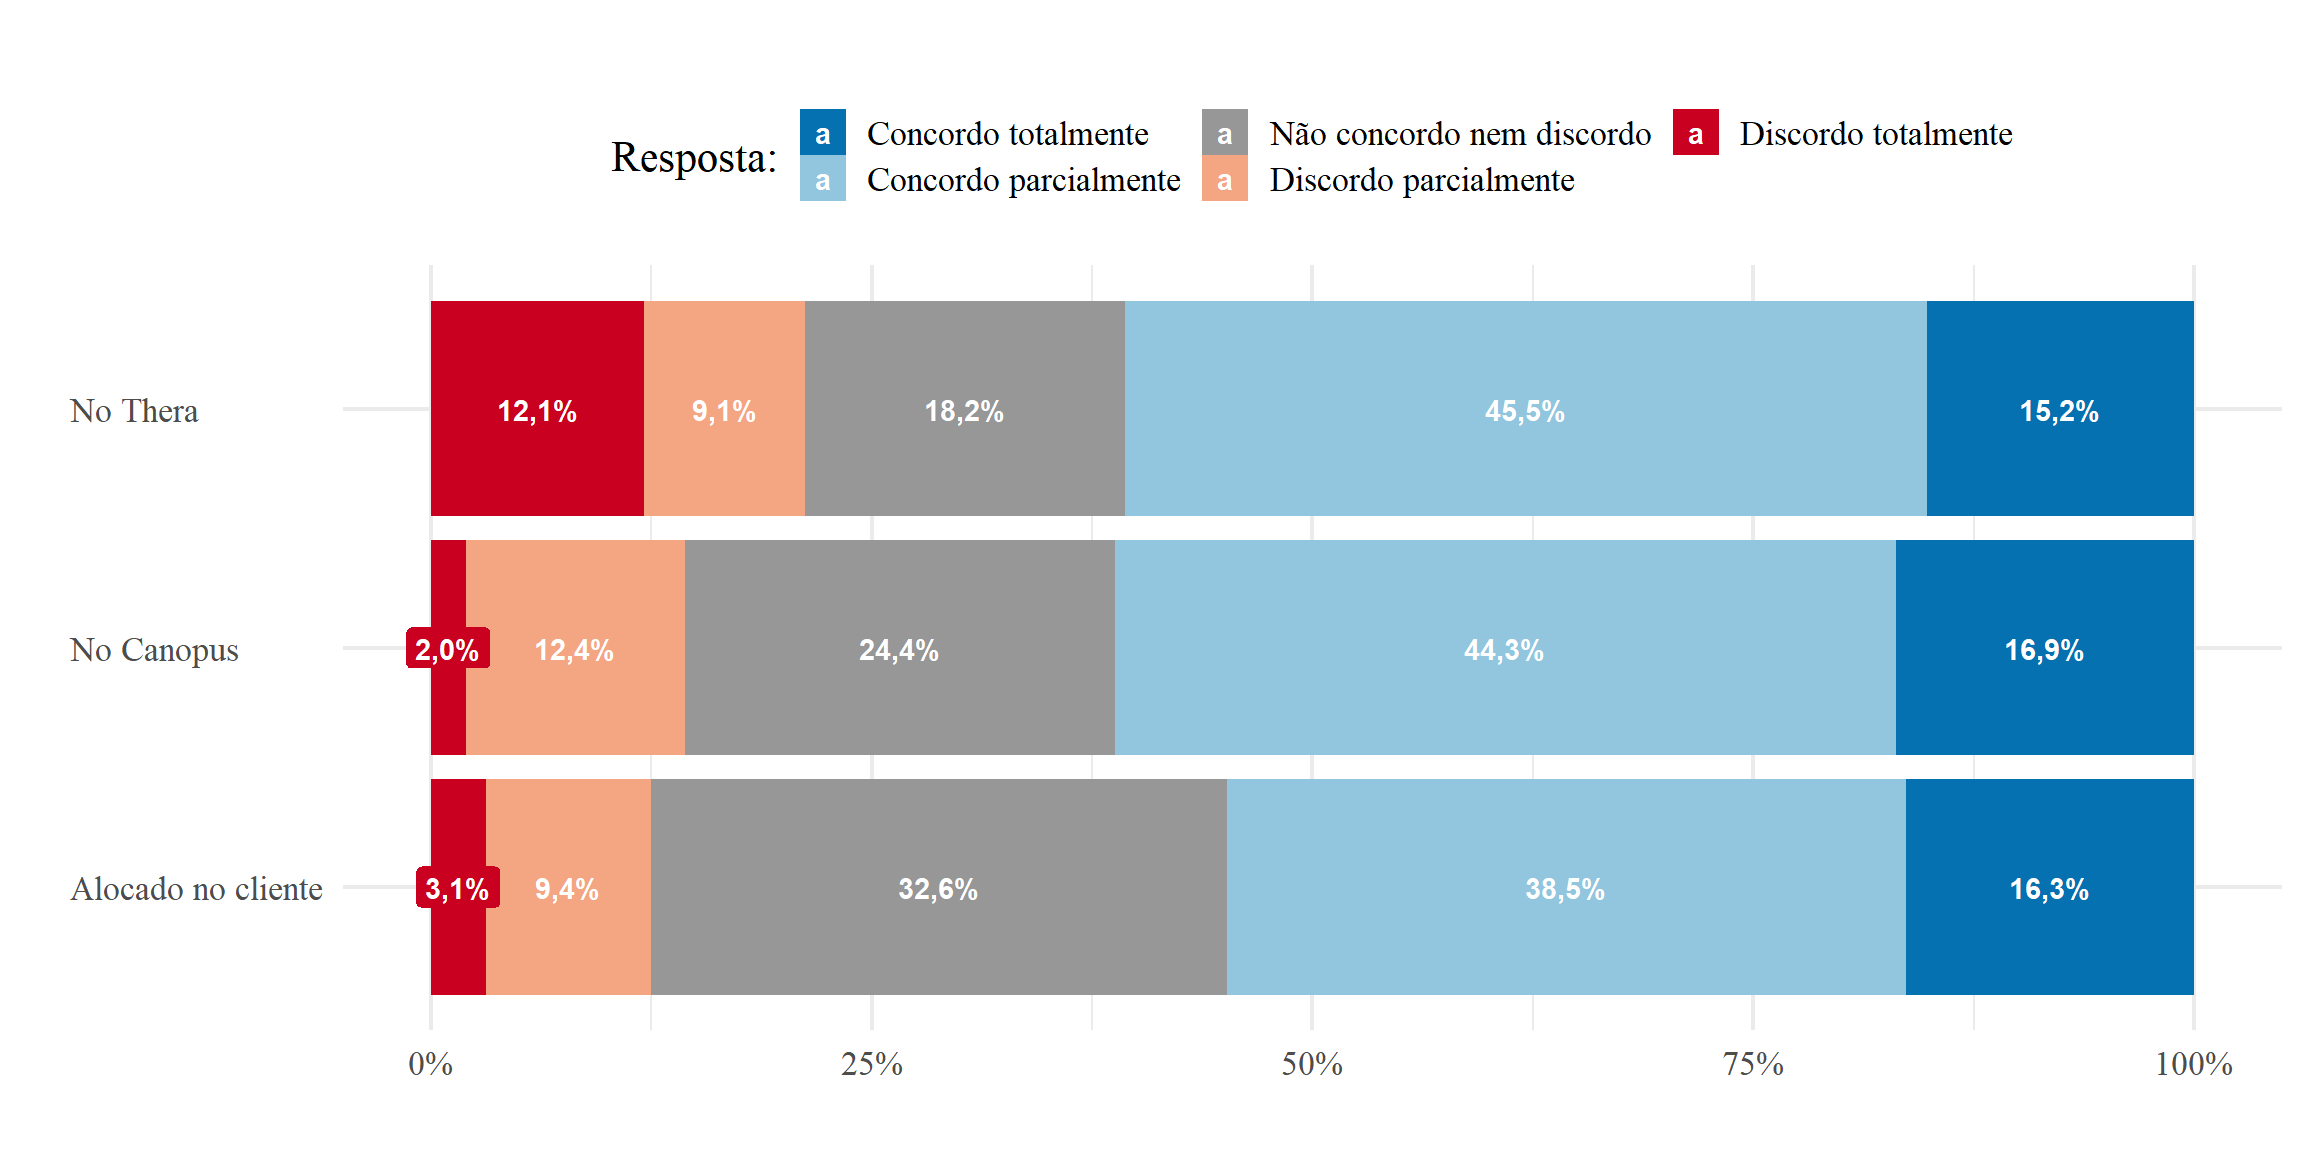 Resposta:
a Concordo totalmente a Não concordo nem discordo a Discordo totalmente
a Concordo parcialmente a Discordo parcialmente
No Thera 12,1% 9,1% 18,2% 45,5% 15,2%
No Canopus 2,0% 12,4% 24,4% 44,3% 16,9%
Alocado no cliente 3,1% 9,4% 32,6% 38,5% 16,3%
0% 25% 50% 75% 100%